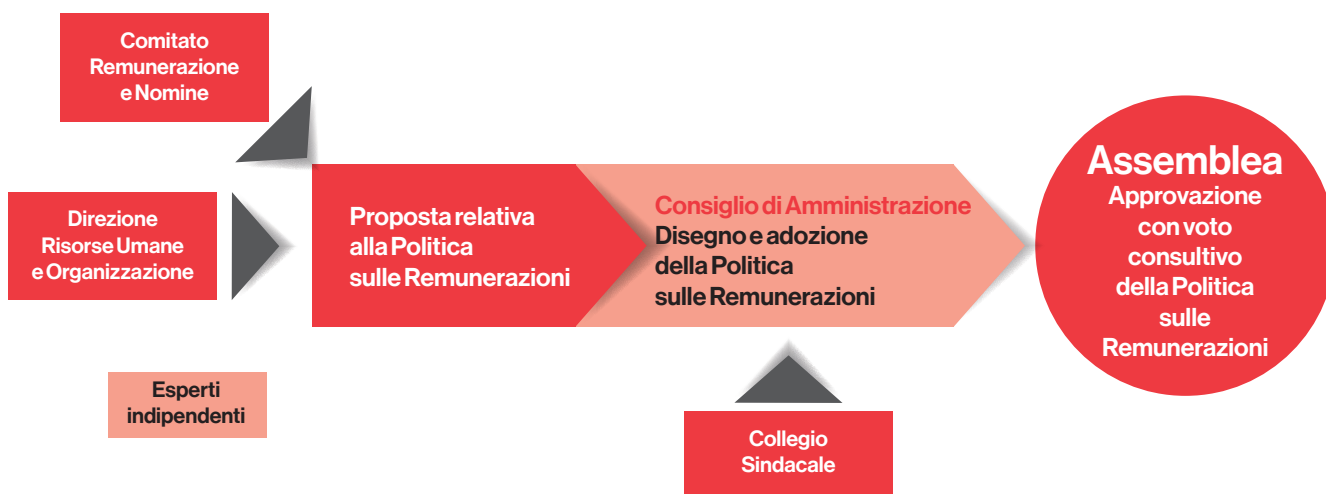 Comitato
Remunerazione
e Nomine
Direzione
Risorse Umane
e Organizzazione
Esperti
indipendenti
Proposta relativa
alla Politica
sulle Remunerazioni
Consiglio di Amministrazione
Disegno e adozione
della Politica
sulle Remunerazioni
Collegio
Sindacale
Assemblea
Approvazione
con voto
consultivo
della Politica
sulle
Remunerazioni